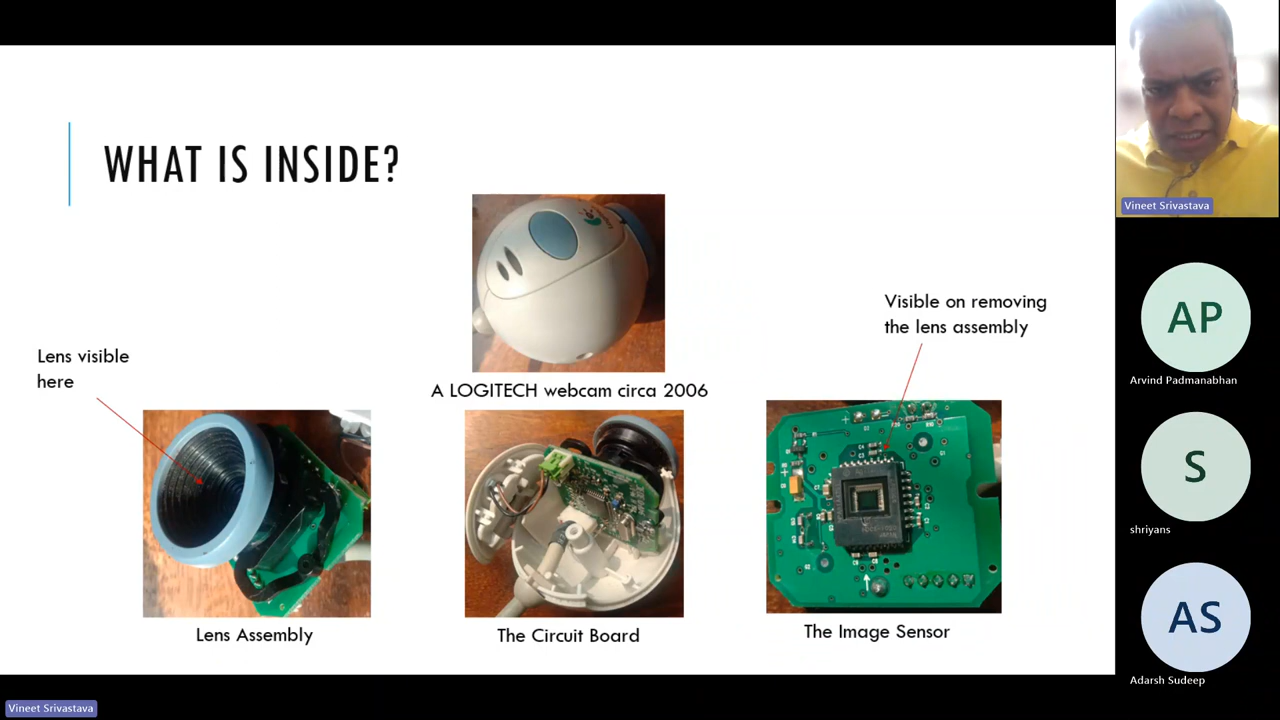 WHAT IS INSIDE?
A LOGITECH webcam circa 2006
Lens visible
here
Visible on removing
the lens assembly
Lens Assembly
The Circuit Board
The Image Sensor
Vineet Srivastava
AP
Arvind Padmanabhan
S
shriyans
AS
Adarsh Sudeep
Vineet Srivastava